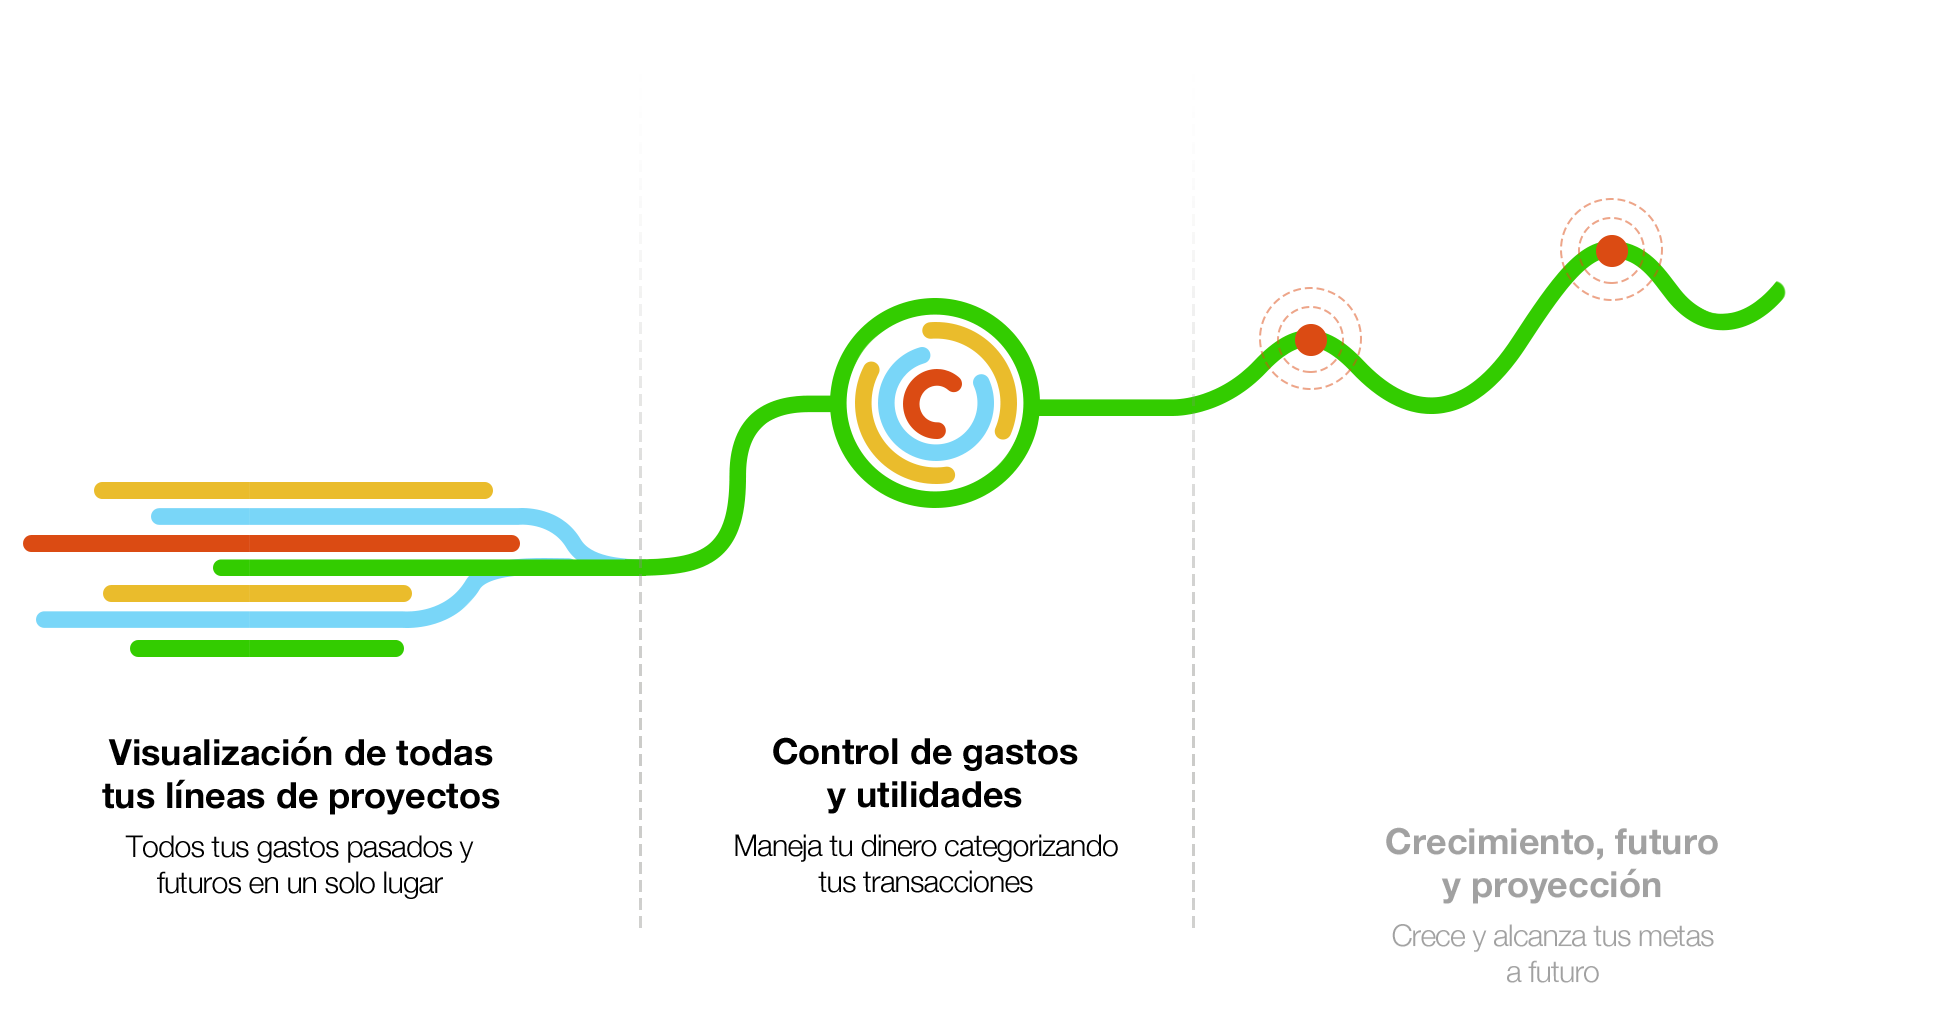 Visualización de todas
tus líneas de proyectos
Todos tus gastos pasados y
futuros en un solo lugar
Control de gastos
y utilidades
Maneja tu dinero categorizando
tus transacciones
Crecimiento, futuro
y proyección
Crece y alcanza tus metas
a futuro